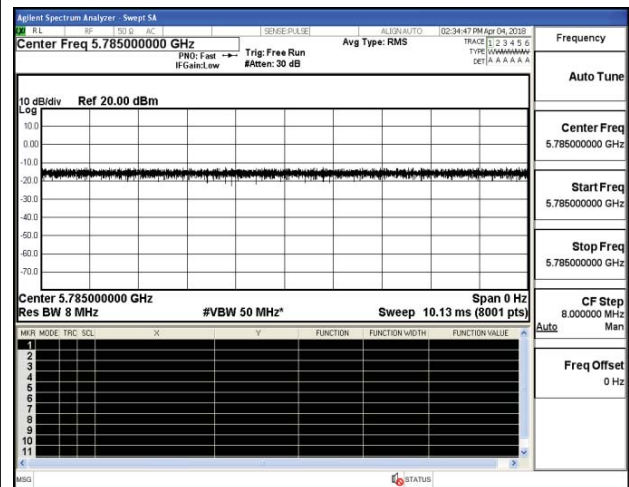 Agilent Spectrum Analyzer - Swept SA
RL RF 50 Ω AC SENSE:PULSE ALIGN AUTO 02:34:47 PM Apr 04, 2018
Center Freq 5.785000000 GHz Avg Type: RMS TRACE 1 2 3 4 5 6
PNO: Fast Trig: Free Run TYPE WWWWWW
IFGain:Low #Atten: 30 dB DET A A A A A A
Frequency
Auto Tune
10 dB/div Ref 20.00 dBm
Log
10.0
0.00
-10.0
-20.0
-30.0
-40.0
-50.0
-60.0
-70.0
Center Freq
5.785000000 GHz
Start Freq
5.785000000 GHz
Stop Freq
5.785000000 GHz
Center 5.785000000 GHz Span 0 Hz
Res BW 8 MHz #VBW 50 MHz* Sweep 10.13 ms (8001 pts)
CF Step
8.000000 MHz
Auto Man
MKR MODE TRC SCL X Y FUNCTION FUNCTION WIDTH FUNCTION VALUE
1
2
3
4
5
6
7
8
9
10
11
Freq Offset
0 Hz
MSG STATUS